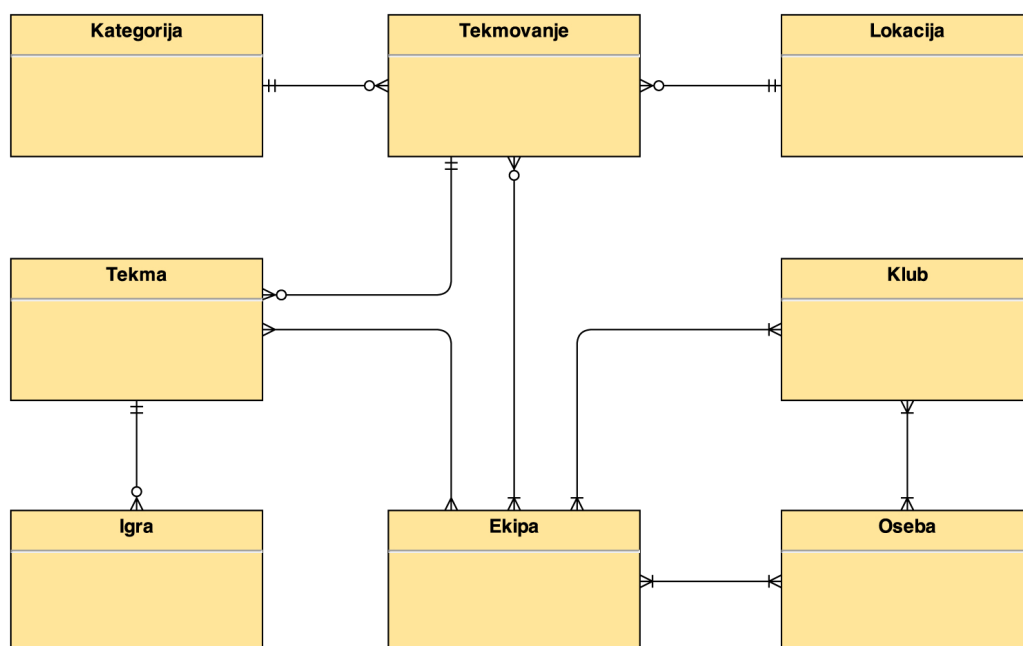 Kategorija
Tekmovanje
Lokacija
Tekma
Klub
Igra
Ekipa
Oseba